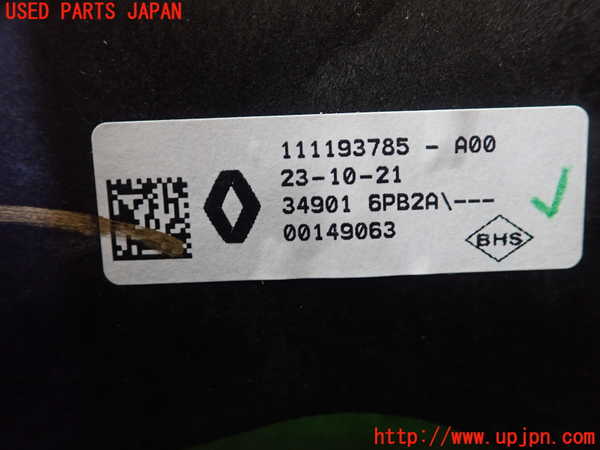 USED PARTS JAPAN
111193785 - A00
23-10-21
34901 6PB2A\---
00149063
BHS
http://www.upjpn.com/